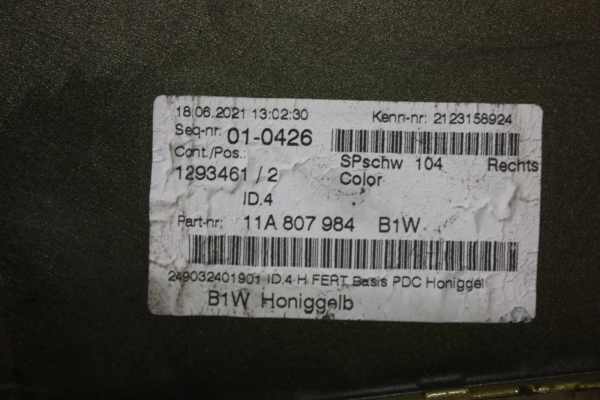 18.06.2021 13:02:30 Kenn-nr: 2123158924
Seq-nr: 01-0426
Cont./Pos.: SPschw 104 Rechts
1293461 / 2 Color
ID.4
Part-nr: 11A 807 984 B1W
249032401901 ID.4 H FERT Basis PDC Honiggel
B1W Honiggelb